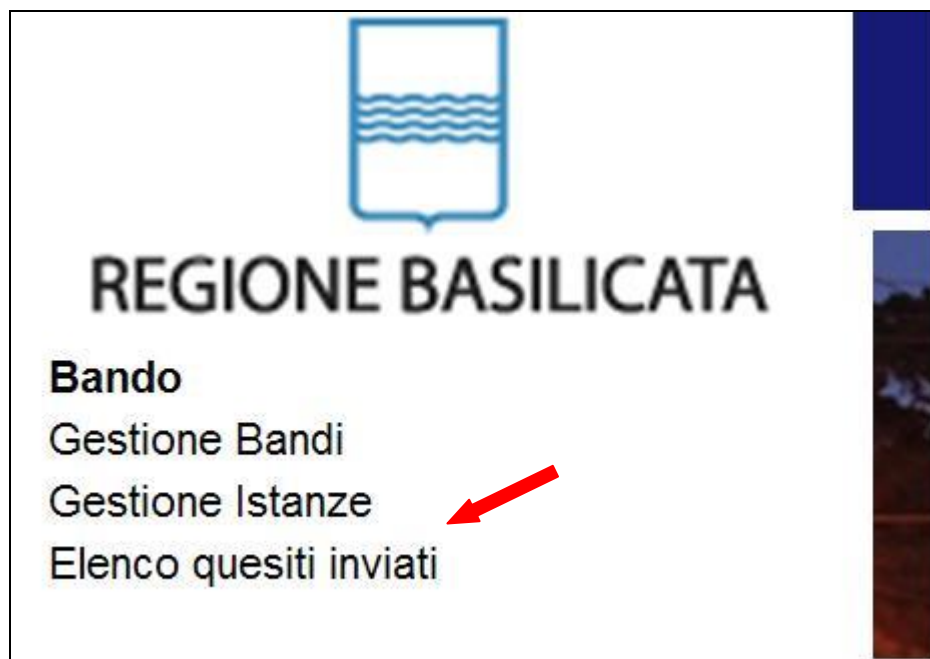 REGIONE BASILICATA
Bando
Gestione Bandi
Gestione Istanze
Elenco quesiti inviati